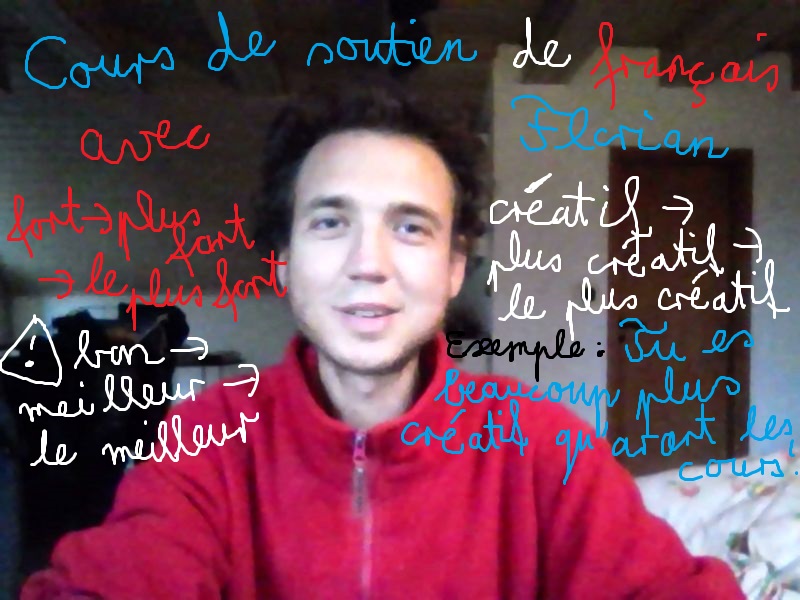 Cours de soutien de français
avec Florian
fort → plus
fort
→ le plus fort
⚠ bon →
meilleur →
le meilleur
créatif →
plus créatif →
le plus créatif
Exemple : Tu es
beaucoup plus
créatif qu'avant les
cours.